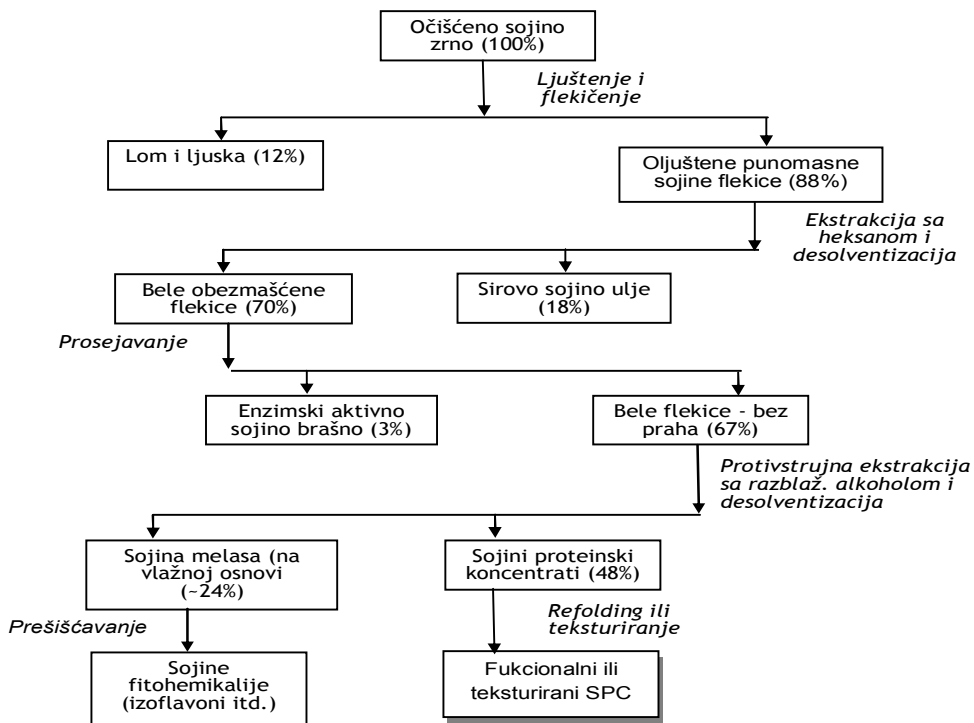 Očišćeno sojino
zrno (100%)
Ljuštenje i
flekičenje
Lom i ljuska (12%)
Oljuštene punomasne
sojine flekice (88%)
Ekstrakcija sa
heksanom i
desolventizacija
Bele obezmašćene
flekice (70%)
Sirovo sojino ulje
(18%)
Prosejavanje
Enzimski aktivno
sojino brašno (3%)
Bele flekice - bez
praha (67%)
Protivstrujna ekstrakcija
sa razblaž. alkoholom i
desolventizacija
Sojina melasa (na
vlažnoj osnovi
(~24%)
Sojini proteinski
koncentrati (48%)
Prešišćavanje
Refolding ili
teksturiranje
Sojine
fitohemikalije
(izoflavoni itd.)
Fukcionalni ili
teksturirani SPC